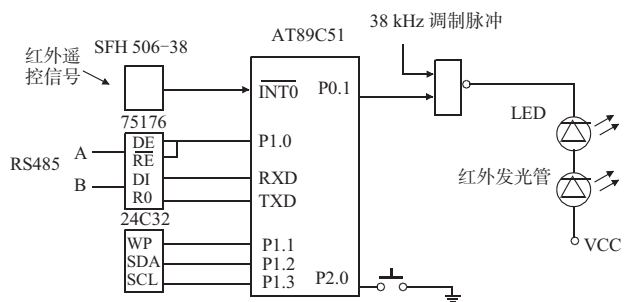 38 kHz 调制脉冲
AT89C51
SFH 506-38
红外遥
控信号
INT0
P0.1
75176
DE
RE
DI
R0
P1.0
RXD
TXD
RS485
A
B
24C32
WP
SDA
SCL
P1.1
P1.2
P1.3
P2.0
LED
红外发光管
VCC